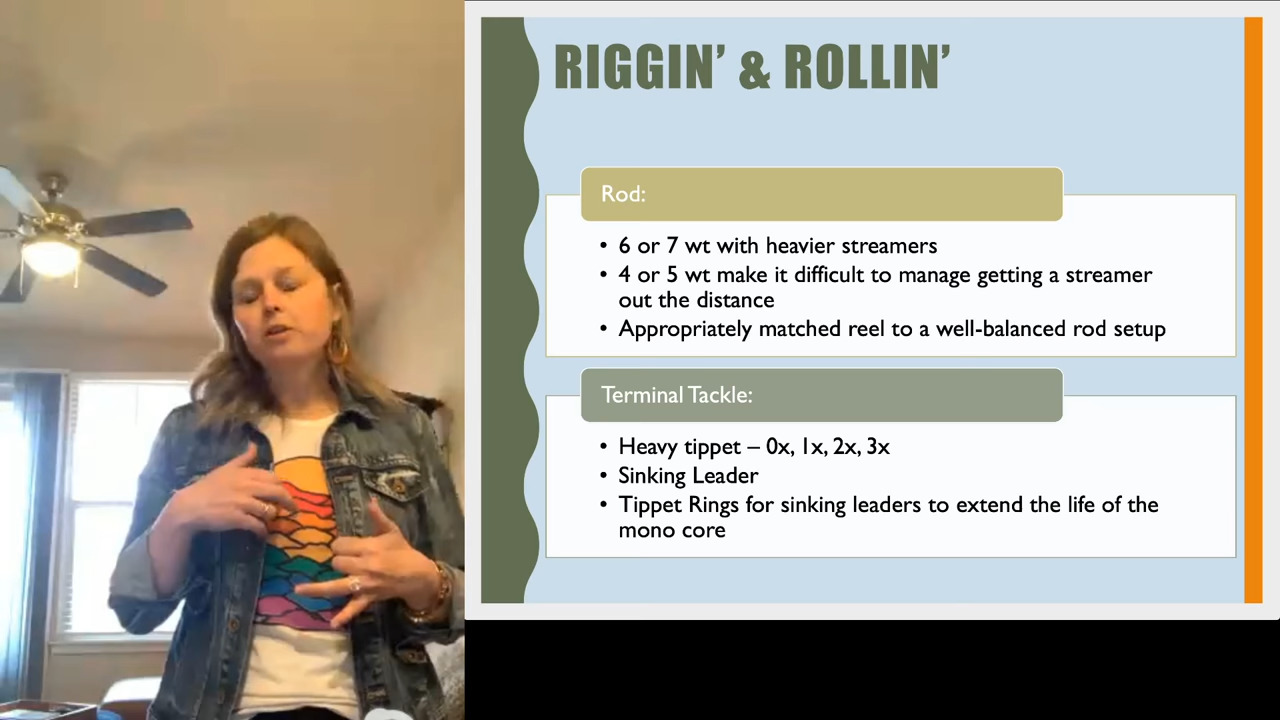 RIGGIN' & ROLLIN'
Rod:
• 6 or 7 wt with heavier streamers
• 4 or 5 wt make it difficult to manage getting a streamer
out the distance
• Appropriately matched reel to a well-balanced rod setup
Terminal Tackle:
• Heavy tippet – 0x, 1x, 2x, 3x
• Sinking Leader
• Tippet Rings for sinking leaders to extend the life of the
mono core